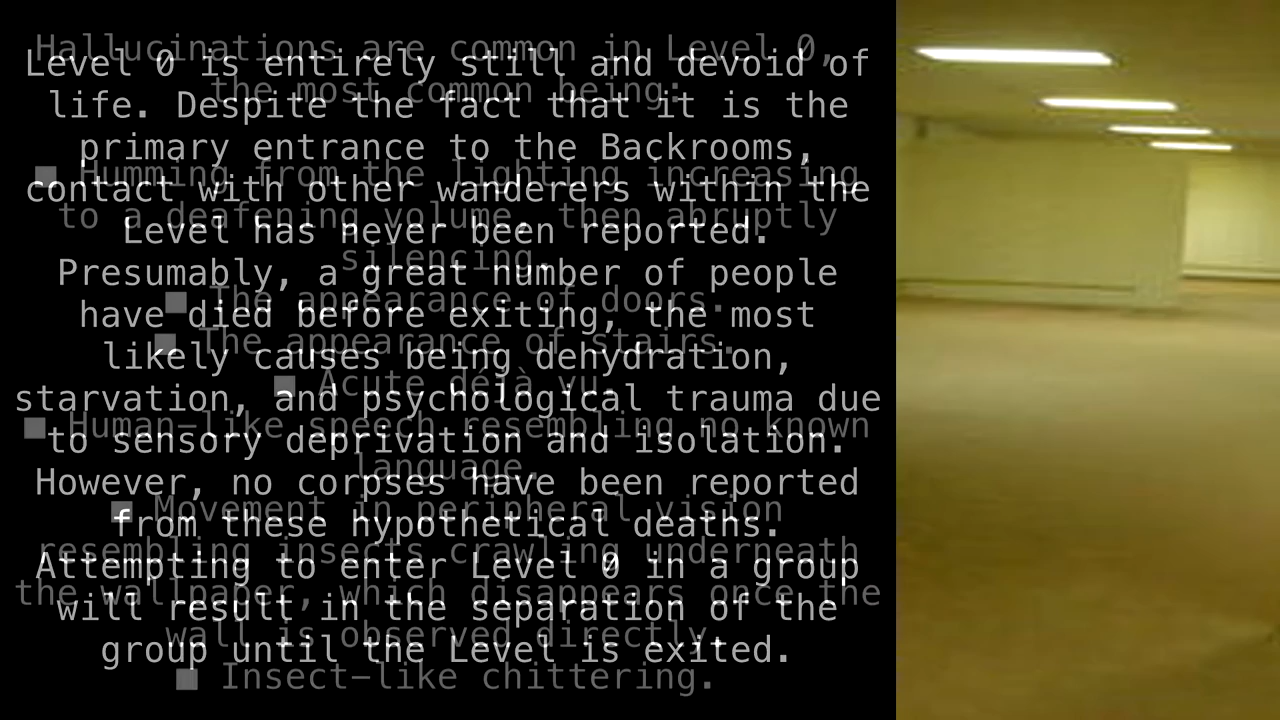 Level 0 is entirely still and devoid of
life. Despite the fact that it is the
primary entrance to the Backrooms,
contact with other wanderers within the
Level has never been reported.
Presumably, a great number of people
have died before exiting, the most
likely causes being dehydration,
starvation, and psychological trauma due
to sensory deprivation and isolation.
However, no corpses have been reported
from these hypothetical deaths.
Attempting to enter Level 0 in a group
will result in the separation of the
group until the Level is exited.
Hallucinations are common in Level 0,
the most common being:
■ Humming from the lighting increasing
to a deafening volume, then abruptly
silencing.
■ The appearance of doors.
■ The appearance of stairs.
■ Acute déjà vu.
■ Human-like speech resembling no known
language.
■ Movement in peripheral vision
resembling insects crawling underneath
the wallpaper, which disappears once the
wall is observed directly.
■ Insect-like chittering.